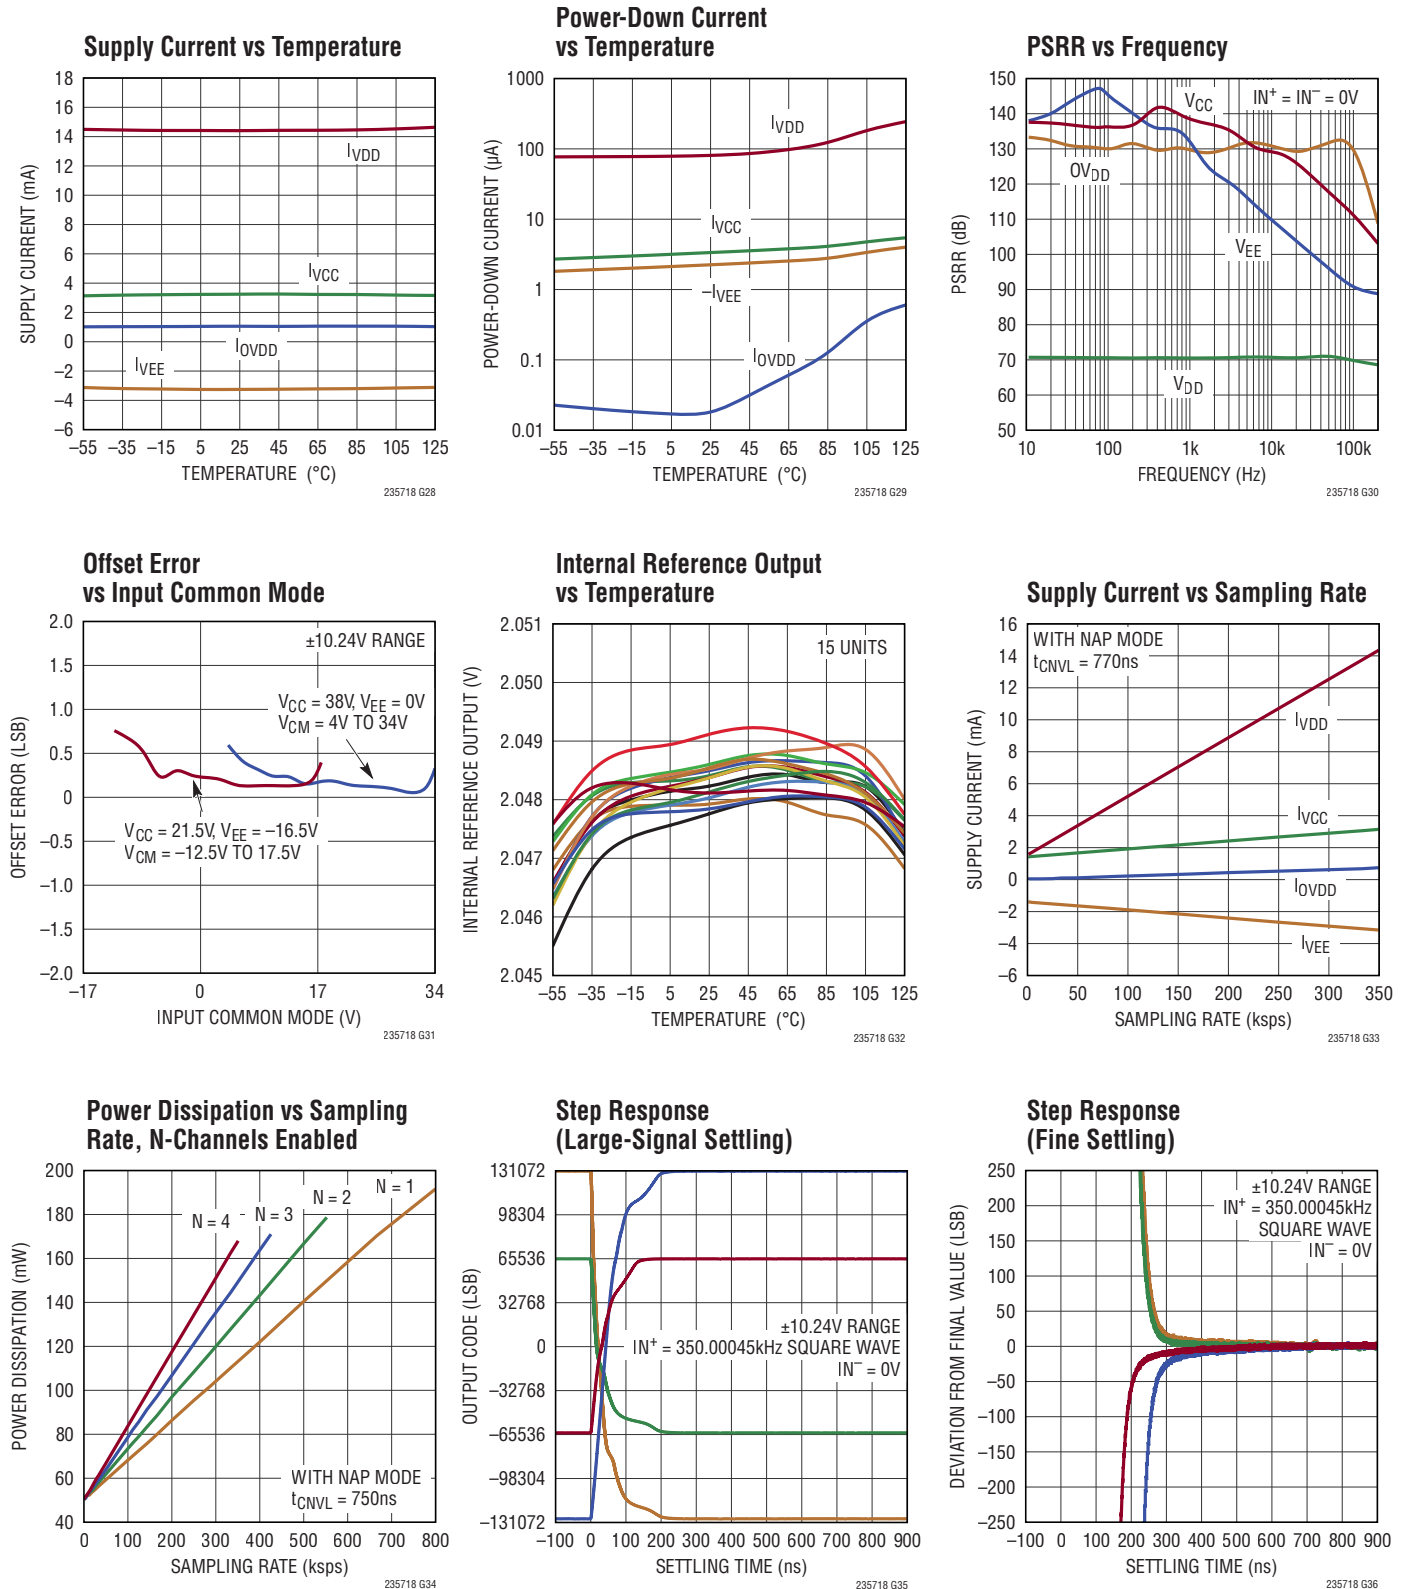 Supply Current vs Temperature
SUPPLY CURRENT (mA)
18
16
14
12
10
8
6
4
2
0
–2
–4
–6
IVDD
IVCC
IOVDD
IVEE
–55 –35 –15 5 25 45 65 85 105 125
TEMPERATURE (°C)
235718 G28
Power-Down Current
vs Temperature
POWER-DOWN CURRENT (µA)
1000
100
10
1
0.1
0.01
IVDD
IVCC
–IVEE
IOVDD
–55 –35 –15 5 25 45 65 85 105 125
TEMPERATURE (°C)
235718 G29
PSRR vs Frequency
PSRR (dB)
150
140
130
120
110
100
90
80
70
60
50
VCC
IN+ = IN– = 0V
OVDD
VEE
VDD
10 100 1k 10k 100k
FREQUENCY (Hz)
235718 G30
Offset Error
vs Input Common Mode
OFFSET ERROR (LSB)
2.0
1.5
1.0
0.5
0
–0.5
–1.0
–1.5
–2.0
±10.24V RANGE
VCC = 38V, VEE = 0V
VCM = 4V TO 34V
VCC = 21.5V, VEE = –16.5V
VCM = –12.5V TO 17.5V
–17 0 17 34
INPUT COMMON MODE (V)
235718 G31
Internal Reference Output
vs Temperature
INTERNAL REFERENCE OUTPUT (V)
2.051
2.050
2.049
2.048
2.047
2.046
2.045
15 UNITS
–55 –35 –15 5 25 45 65 85 105 125
TEMPERATURE (°C)
235718 G32
Supply Current vs Sampling Rate
SUPPLY CURRENT (mA)
16
14
12
10
8
6
4
2
0
–2
–4
–6
WITH NAP MODE
tCNVL = 770ns
IVDD
IVCC
IOVDD
IVEE
0 50 100 150 200 250 300 350
SAMPLING RATE (ksps)
235718 G33
Power Dissipation vs Sampling
Rate, N-Channels Enabled
POWER DISSIPATION (mW)
200
180
160
140
120
100
80
60
40
N = 4
N = 3
N = 2
N = 1
WITH NAP MODE
tCNVL = 750ns
0 100 200 300 400 500 600 700 800
SAMPLING RATE (ksps)
235718 G34
Step Response
(Large-Signal Settling)
OUTPUT CODE (LSB)
131072
98304
65536
32768
0
–32768
–65536
–98304
–131072
±10.24V RANGE
IN+ = 350.00045kHz SQUARE WAVE
IN– = 0V
–100 0 100 200 300 400 500 600 700 800 900
SETTLING TIME (ns)
235718 G35
Step Response
(Fine Settling)
DEVIATION FROM FINAL VALUE (LSB)
250
200
150
100
50
0
–50
–100
–150
–200
–250
±10.24V RANGE
IN+ = 350.00045kHz
SQUARE WAVE
IN– = 0V
–100 0 100 200 300 400 500 600 700 800 900
SETTLING TIME (ns)
235718 G36